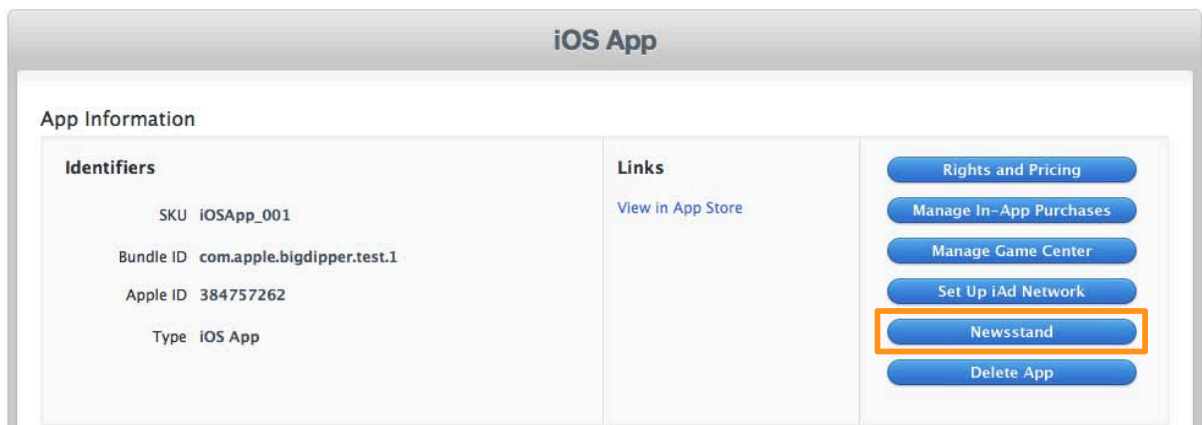 iOS App
App Information
Identifiers
SKU iOSApp_001
Bundle ID com.apple.bigdipper.test.1
Apple ID 384757262
Type iOS App
Links
View in App Store
Rights and Pricing
Manage In-App Purchases
Manage Game Center
Set Up iAd Network
Newsstand
Delete App